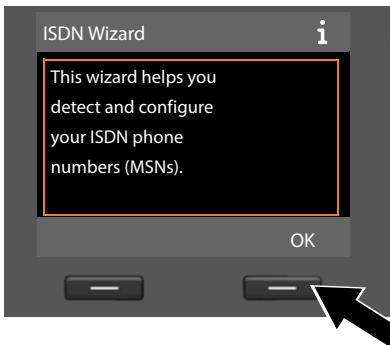 ISDN Wizard i
This wizard helps you
detect and configure
your ISDN phone
numbers (MSNs).
OK